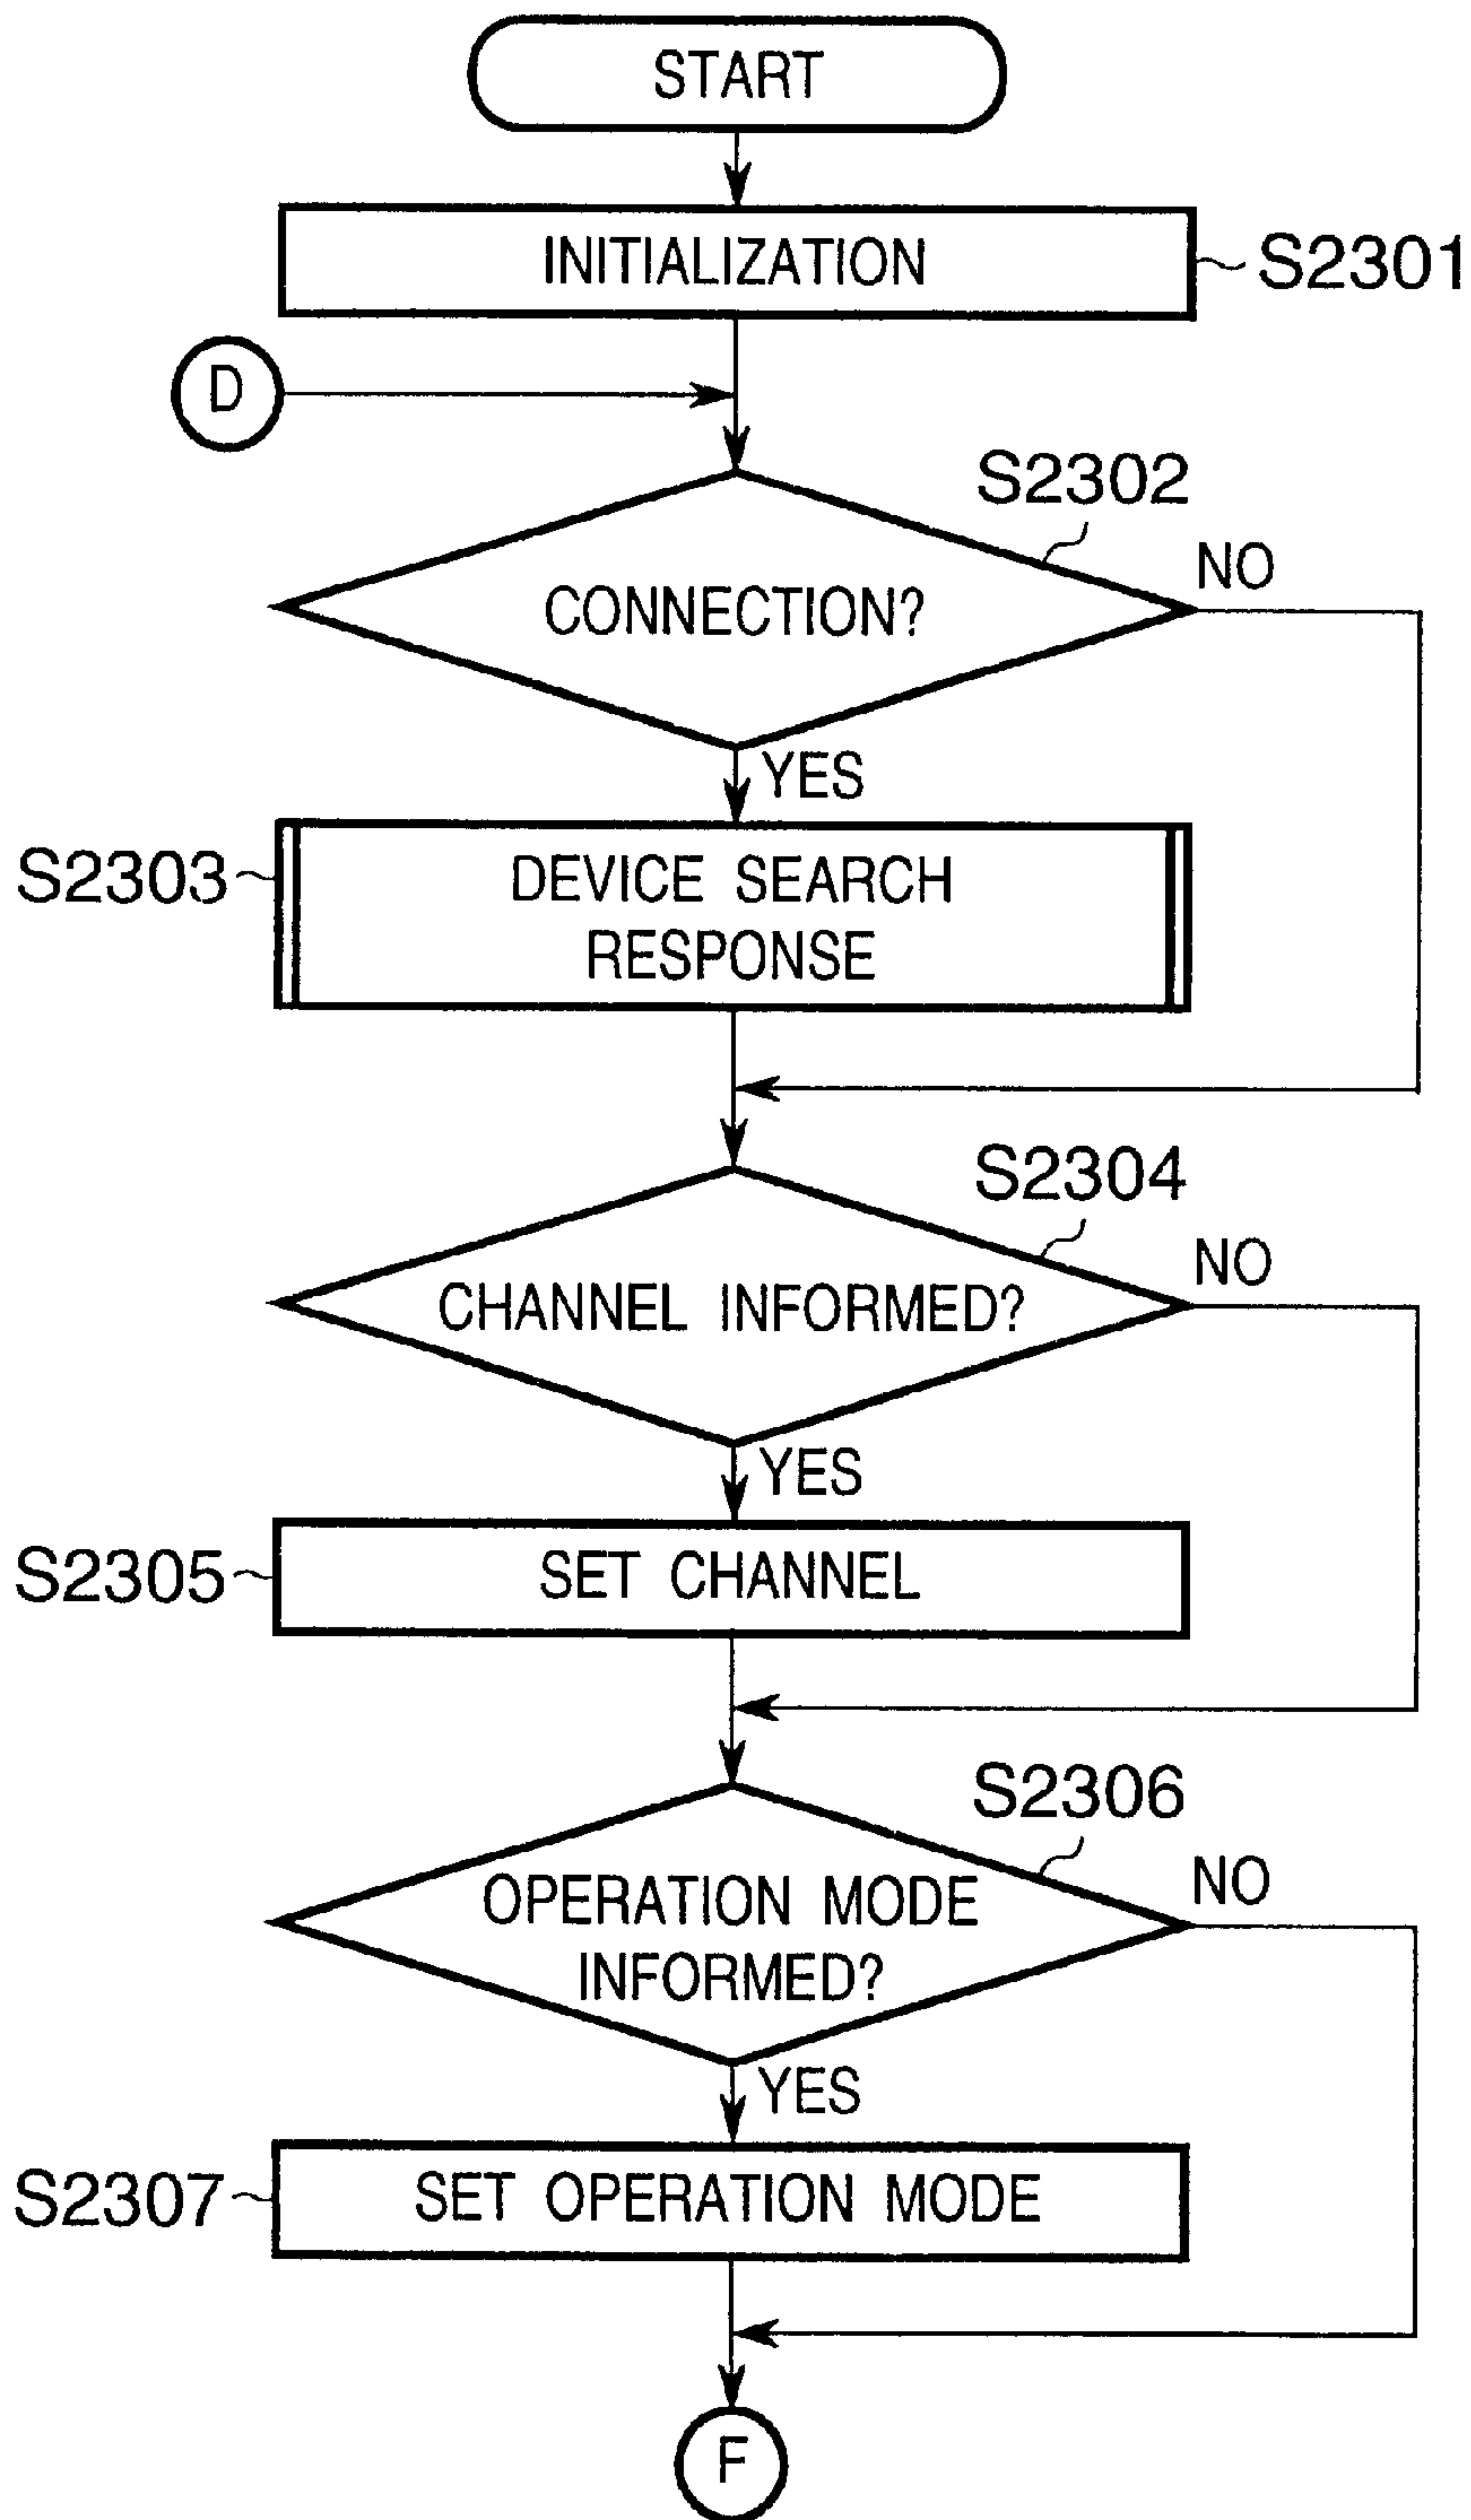 START
INITIALIZATION
S2301
D
S2302
CONNECTION?
NO
YES
S2303
DEVICE SEARCH
RESPONSE
S2304
CHANNEL INFORMED?
NO
YES
S2305
SET CHANNEL
S2306
OPERATION MODE
INFORMED?
NO
YES
S2307
SET OPERATION MODE
F